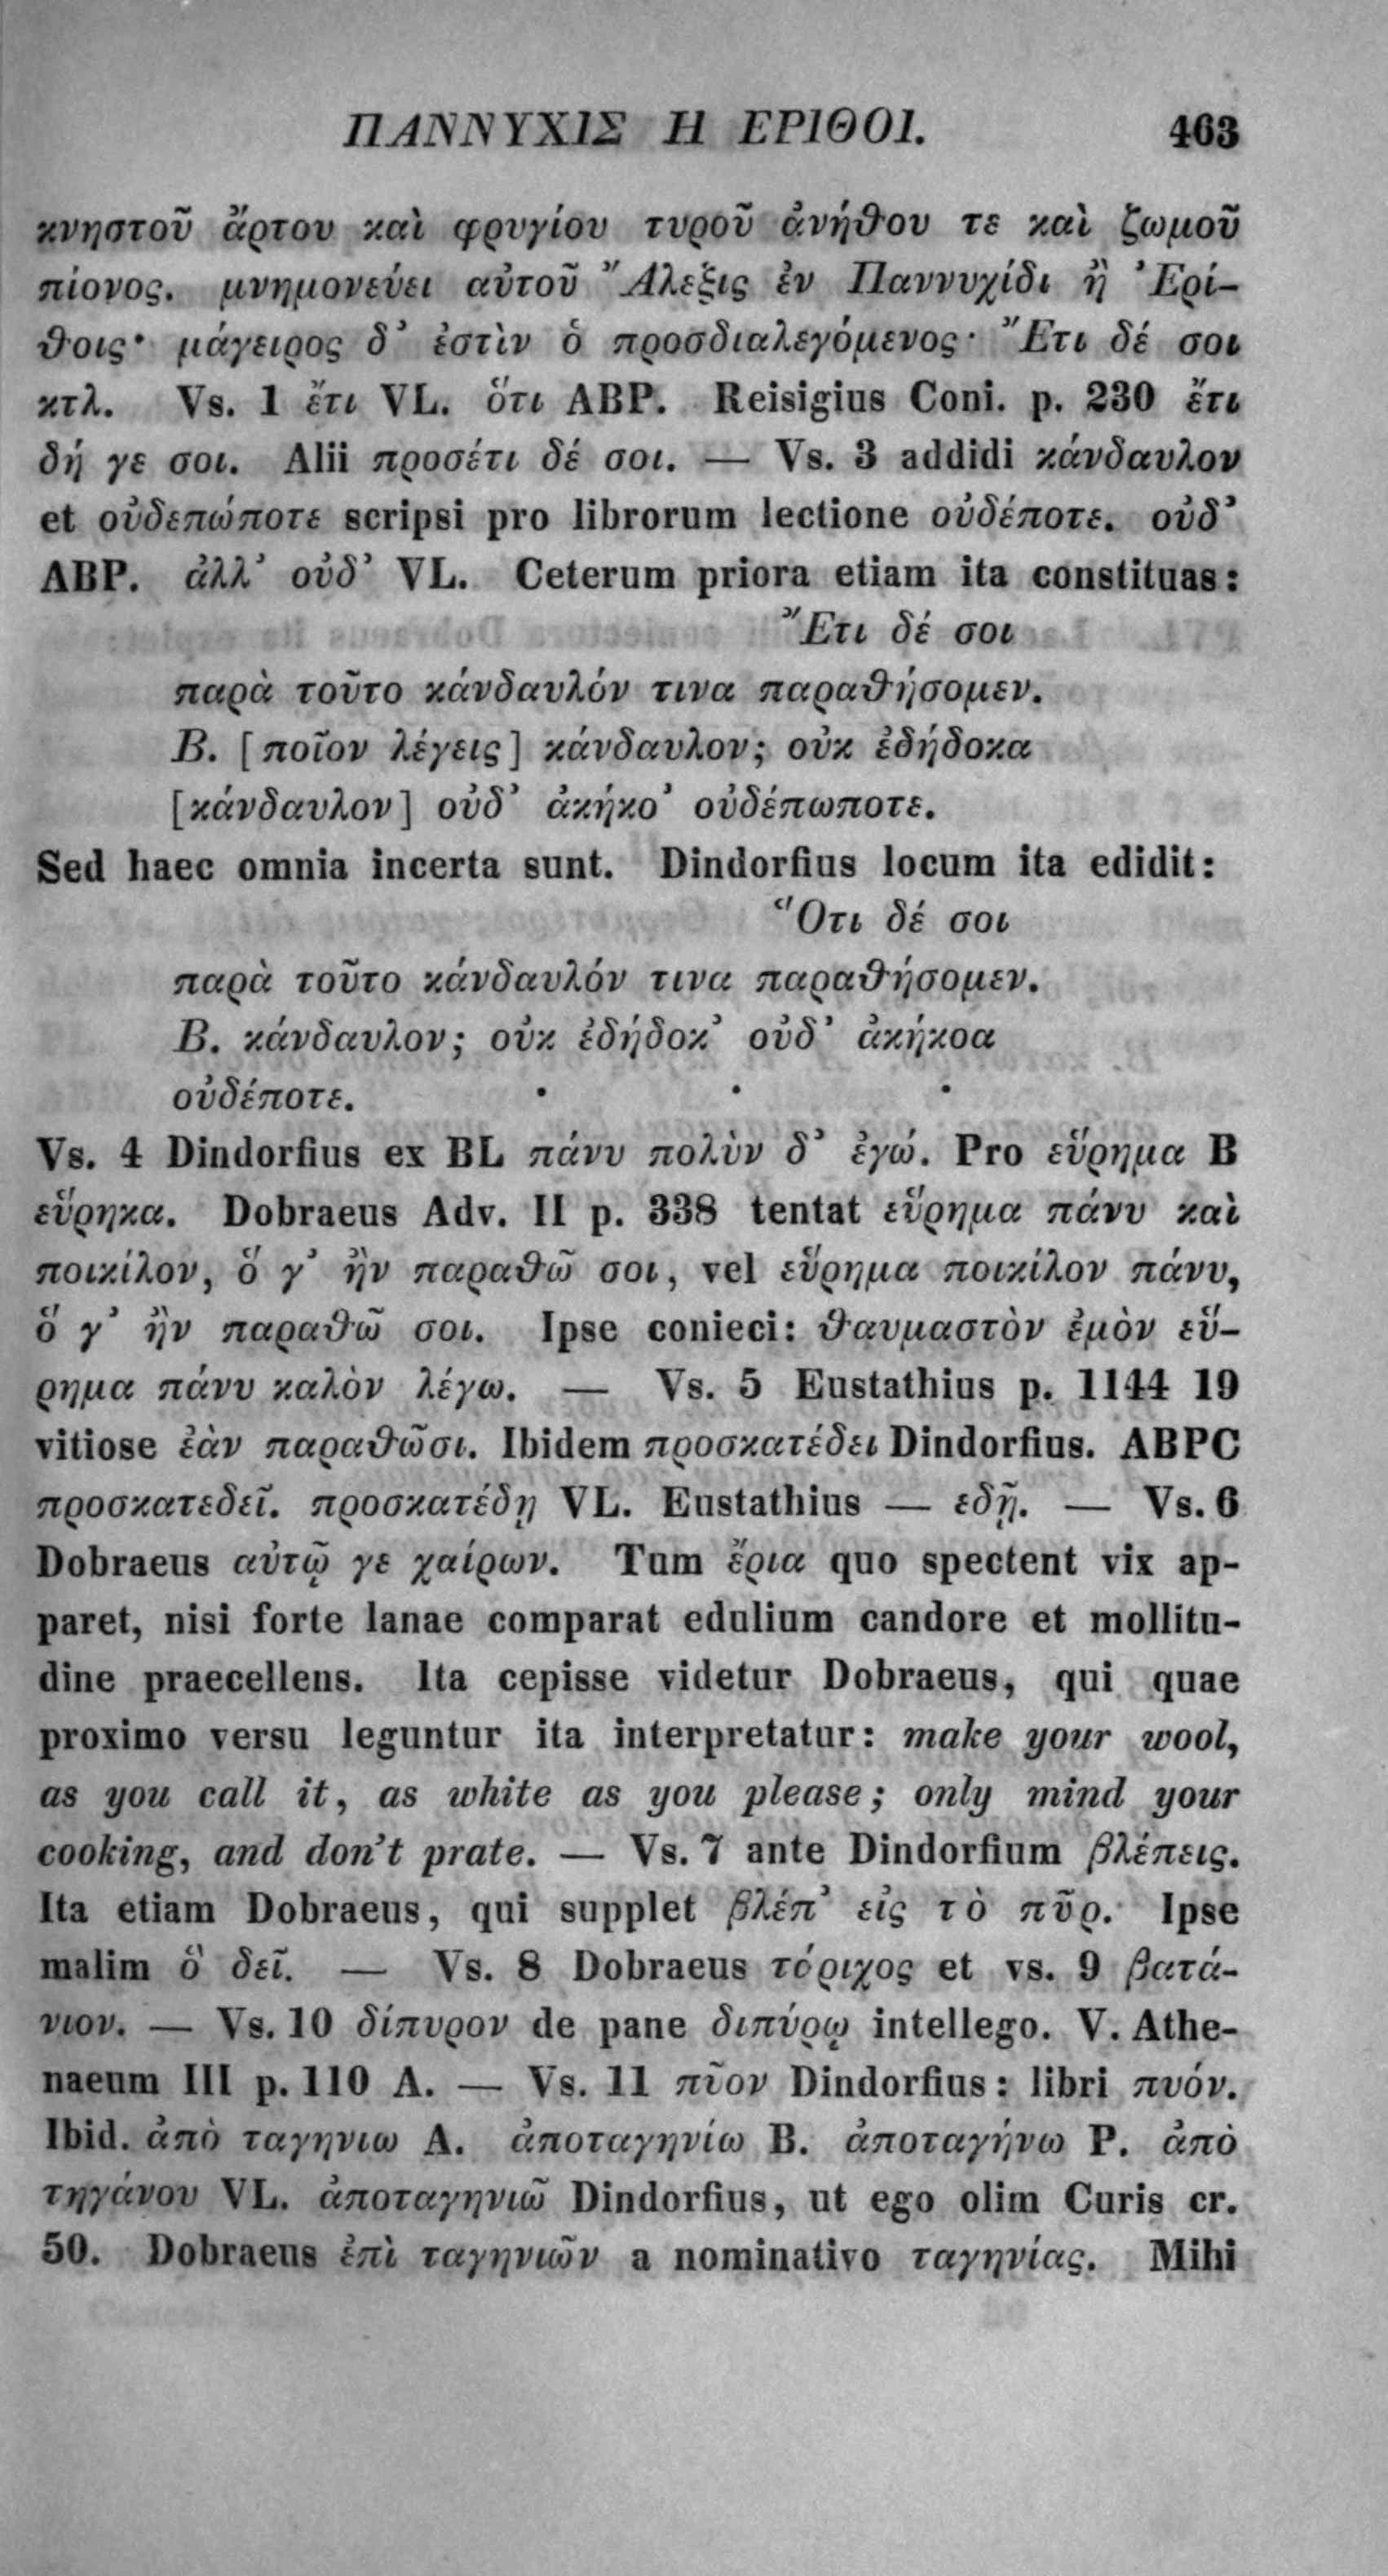 ΠΑΝΝΥΧΙΣ Η ΕΡΙΘΟΙ. 463
κνηστοῦ ἄρτου καὶ φρυγίου τυροῦ ἀνήθου τε καὶ ζωμοῦ
πίονος. μνημονεύει αὐτοῦ Ἄλεξις ἐν Παννυχίδι ἢ Ἐρί-
θοις· μάγειρος δ᾽ ἐστὶν ὁ προσδιαλεγόμενος· Ἔτι δέ σοι
κτλ. Vs. 1 ἔτι VL. ὅτι ABP. Reisigius Coni. p. 230 ἔτι
δή γε σοι. Alii προσέτι δέ σοι. — Vs. 3 addidi κάνδαυλον
et οὐδεπώποτε scripsi pro librorum lectione οὐδέποτε. οὐδ᾽
ABP. ἀλλ᾽ οὐδ᾽ VL. Ceterum priora etiam ita constituas:
Ἔτι δέ σοι
παρὰ τοῦτο κάνδαυλόν τινα παραθήσομεν.
B. [ποῖον λέγεις] κάνδαυλον; οὐκ ἐδήδοκα
[κάνδαυλον] οὐδ᾽ ἀκήκο᾽ οὐδέπωποτε.
Sed haec omnia incerta sunt. Dindorfius locum ita edidit:
Ὅτι δέ σοι
παρὰ τοῦτο κάνδαυλόν τινα παραθήσομεν.
B. κάνδαυλον; οὐκ ἐδήδοκ᾽ οὐδ᾽ ἀκήκοα
οὐδέποτε. . . .
Vs. 4 Dindorfius ex BL πάνυ πολὺν δ᾽ ἐγώ. Pro εὕρημα B
εὕρηκα. Dobraeus Adv. II p. 338 tentat εὕρημα πάνυ καὶ
ποικίλον, ὅ γ᾽ ἢν παραθῶ σοι, vel εὕρημα ποικίλον πάνυ,
ὅ γ᾽ ἢν παραθῶ σοι. Ipse conieci: θαυμαστὸν ἐμὸν εὕ-
ρημα πάνυ καλὸν λέγω. — Vs. 5 Eustathius p. 1144 19
vitiose ἐὰν παραθῶσι. Ibidem προσκατέδει Dindorfius. ABPC
προσκατεδεῖ. προσκατέδῃ VL. Eustathius — εδῇ. — Vs. 6
Dobraeus αὐτῷ γε χαίρων. Tum ἔρια quo spectent vix ap-
paret, nisi forte lanae comparat edulium candore et mollitu-
dine praecellens. Ita cepisse videtur Dobraeus, qui quae
proximo versu leguntur ita interpretatur: make your wool,
as you call it, as white as you please; only mind your
cooking, and don't prate. — Vs. 7 ante Dindorfium βλέπεις.
Ita etiam Dobraeus, qui supplet βλέπ᾽ εἰς τὸ πῦρ. Ipse
malim ὃ δεῖ. — Vs. 8 Dobraeus τάριχος et vs. 9 βατά-
νιον. — Vs. 10 δίπυρον de pane διπύρῳ intellego. V. Athe-
naeum III p. 110 A. — Vs. 11 πῖον Dindorfius: libri πυόν.
Ibid. ἀπὸ ταγηνιω A. ἀποταγηνίω B. ἀποταγήνω P. ἀπὸ
τηγάνου VL. ἀποταγηνιῶ Dindorfius, ut ego olim Curis cr.
50. Dobraeus ἐπὶ ταγηνιῶν a nominativo ταγηνίας. Mihi